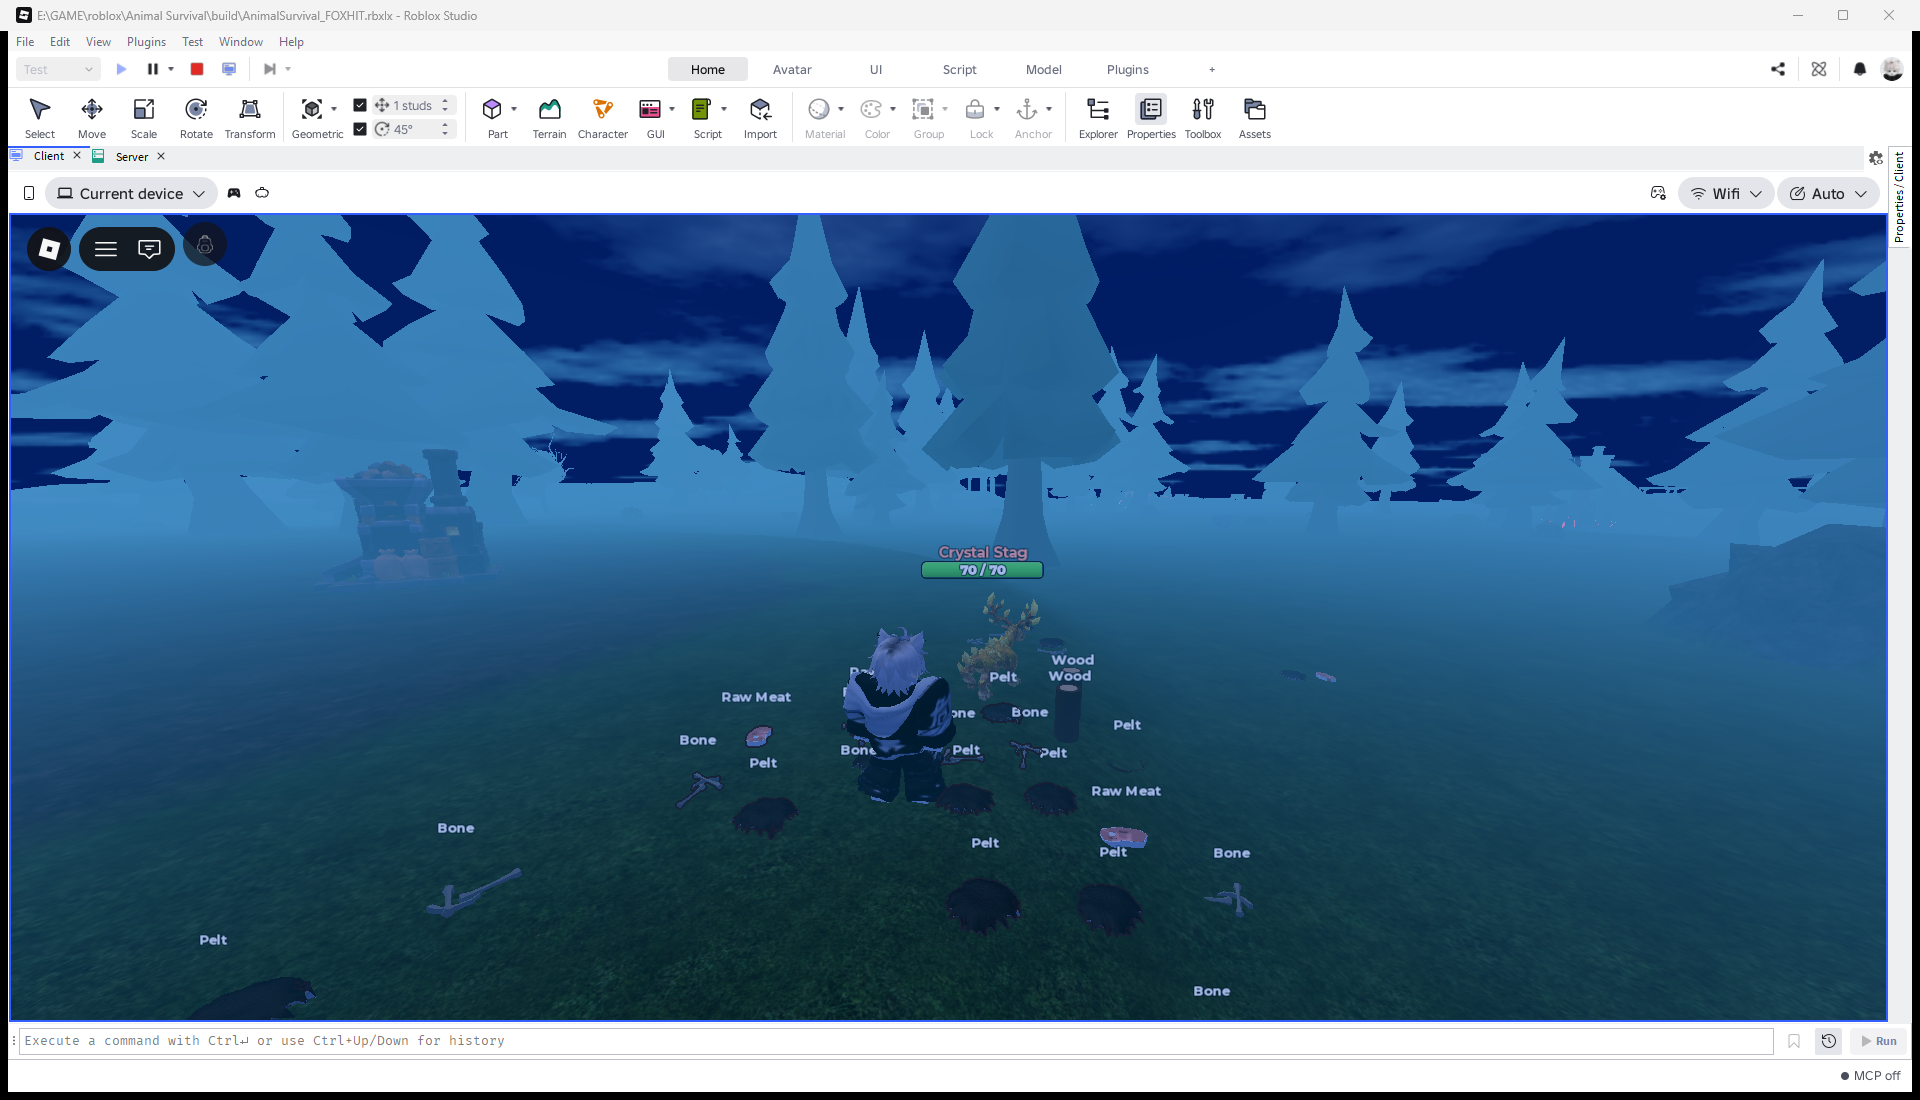 E:\GAME\roblox\Animal Survival\build\AnimalSurvival_FOXHIT.rbxlx - Roblox Studio
File Edit View Plugins Test Window Help
Test
Home Avatar UI Script Model Plugins +
Select Move Scale Rotate Transform Geometric 1 studs 45° Part Terrain Character GUI Script Import Material Color Group Lock Anchor Explorer Properties Toolbox Assets
Client Server
Properties / Client
Current device Wifi Auto
Crystal Stag
70 / 70
Wood
Wood
Pelt
Raw Meat
Bone
Bone
Pelt
Bone
Pelt
Pelt
Pelt
Raw Meat
Bone
Pelt
Pelt
Bone
Pelt
Bone
Execute a command with Ctrl↵ or use Ctrl+Up/Down for history
Run
MCP off